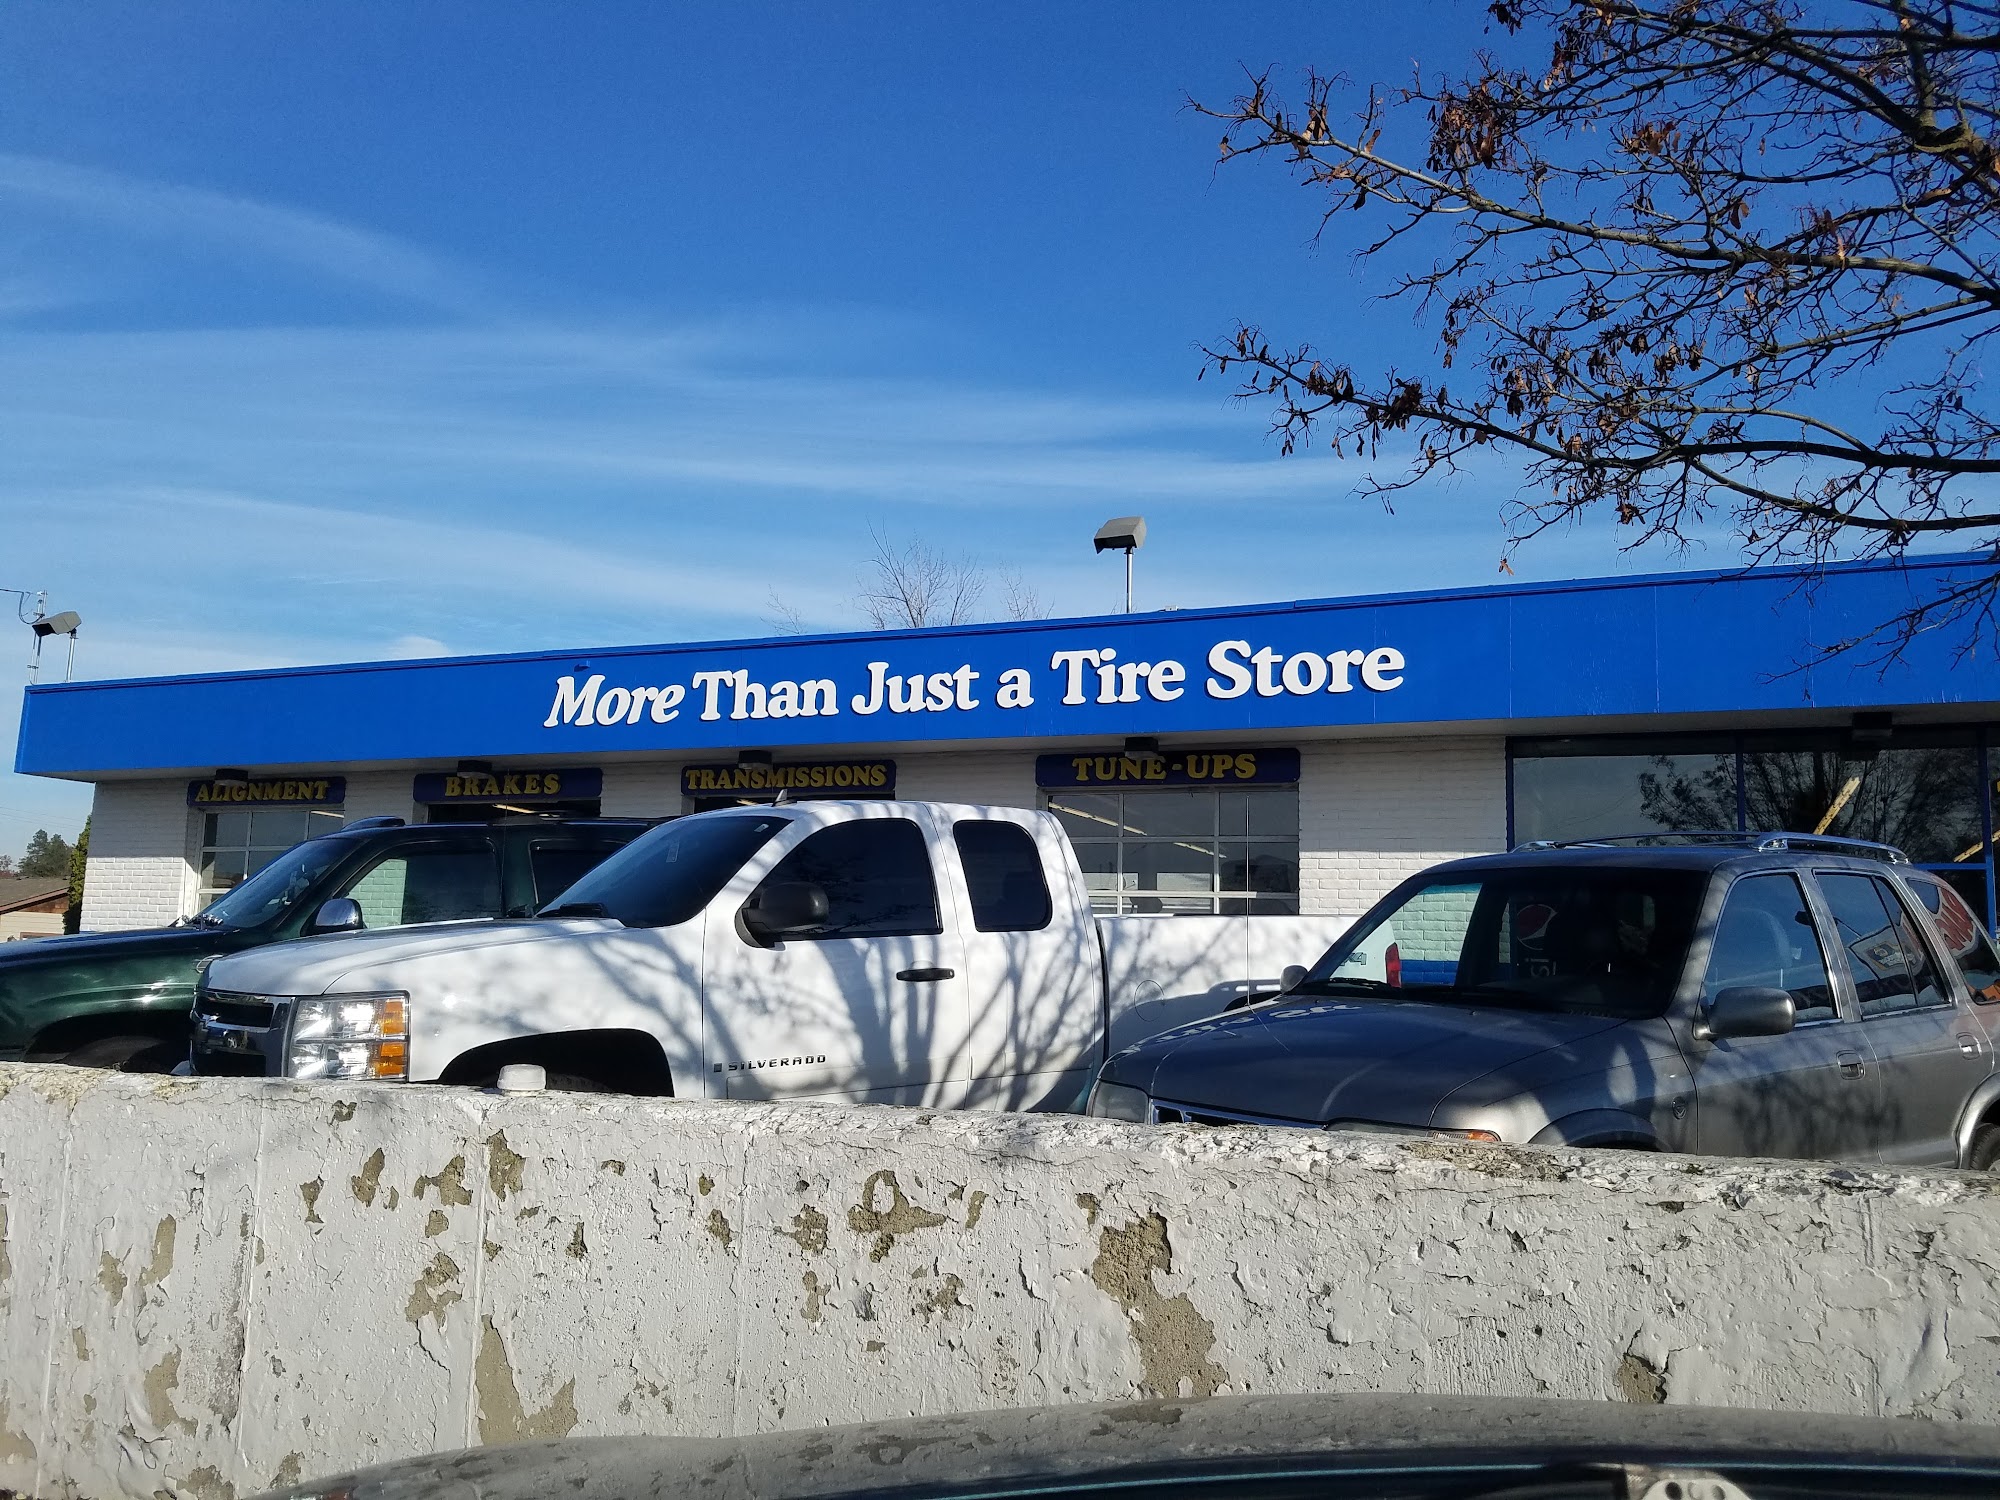 More Than Just a Tire Store
ALIGNMENT
BRAKES
TRANSMISSIONS
TUNE-UPS
SILVERADO